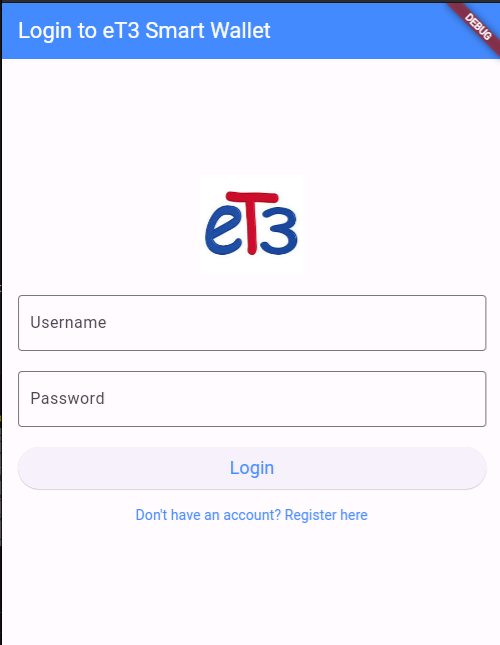 Login to eT3 Smart Wallet
DEBUG
eT3
Username
Password
Login
Don't have an account? Register here